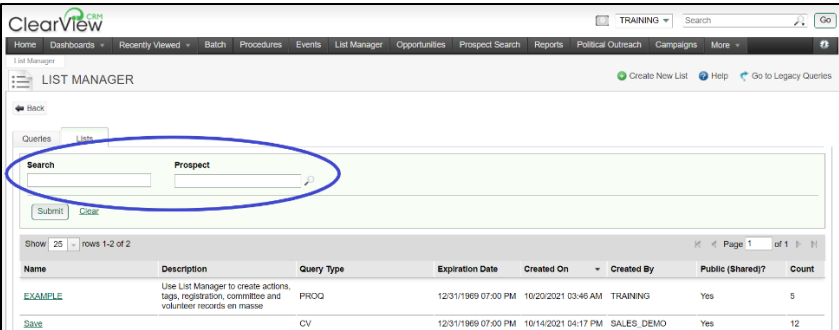 ClearView CRM
TRAINING Search Go
Home Dashboards Recently Viewed Batch Procedures Events List Manager Opportunities Prospect Search Reports Political Outreach Campaigns More
List Manager
LIST MANAGER Create New List Help Go to Legacy Queries
Back
Queries Lists
Search Prospect
Submit Clear
Show 25 rows 1-2 of 2 Page 1 of 1
Name Description Query Type Expiration Date Created On Created By Public (Shared)? Count
Use List Manager to create actions,
EXAMPLE tags, registration, committee and PROQ 12/31/1969 07:00 PM 10/20/2021 03:46 AM TRAINING Yes 5
volunteer records en masse
Save CV 12/31/1969 07:00 PM 10/14/2021 04:17 PM SALES_DEMO Yes 12